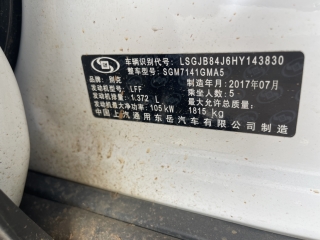 车辆识别代号: LSGJB84J6HY143830
整车型号: SGM7141GMA5
品牌: 别克
制造年月: 2017年07月
发动机型号: LFF
乘坐人数: 5
发动机排量: 1.372 L
最大允许总质量:
发动机最大净功率: 105 kW
1815 kg
中国上汽通用东岳汽车有限公司制造